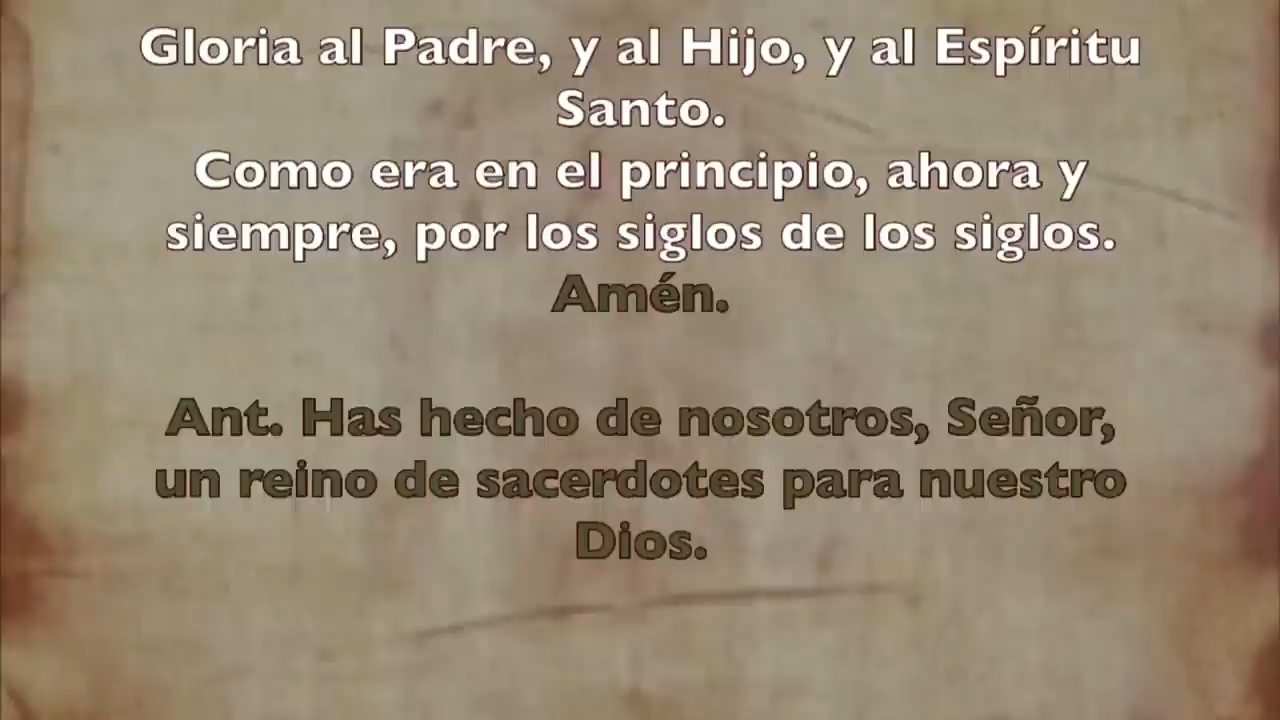 Gloria al Padre, y al Hijo, y al Espíritu
Santo.
Como era en el principio, ahora y
siempre, por los siglos de los siglos.
Amén.
Ant. Has hecho de nosotros, Señor,
un reino de sacerdotes para nuestro
Dios.